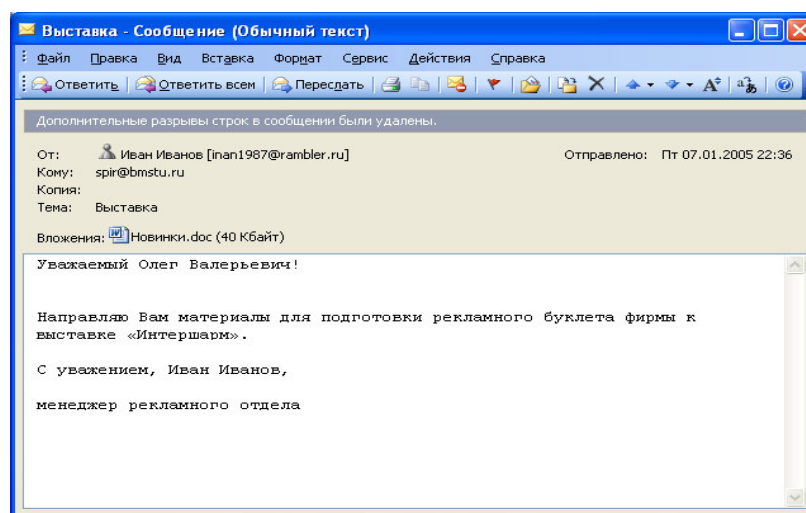 Выставка - Сообщение (Обычный текст)
Файл Правка Вид Вставка Формат Сервис Действия Справка
Ответить Ответить всем Переслать
Дополнительные разрывы строк в сообщении были удалены.
От: Иван Иванов [inan1987@rambler.ru] Отправлено: Пт 07.01.2005 22:36
Кому: spir@bmstu.ru
Копия:
Тема: Выставка
Вложения: Новинки.doc (40 Кбайт)
Уважаемый Олег Валерьевич!
Направляю Вам материалы для подготовки рекламного буклета фирмы к
выставке «Интершарм».
С уважением, Иван Иванов,
менеджер рекламного отдела